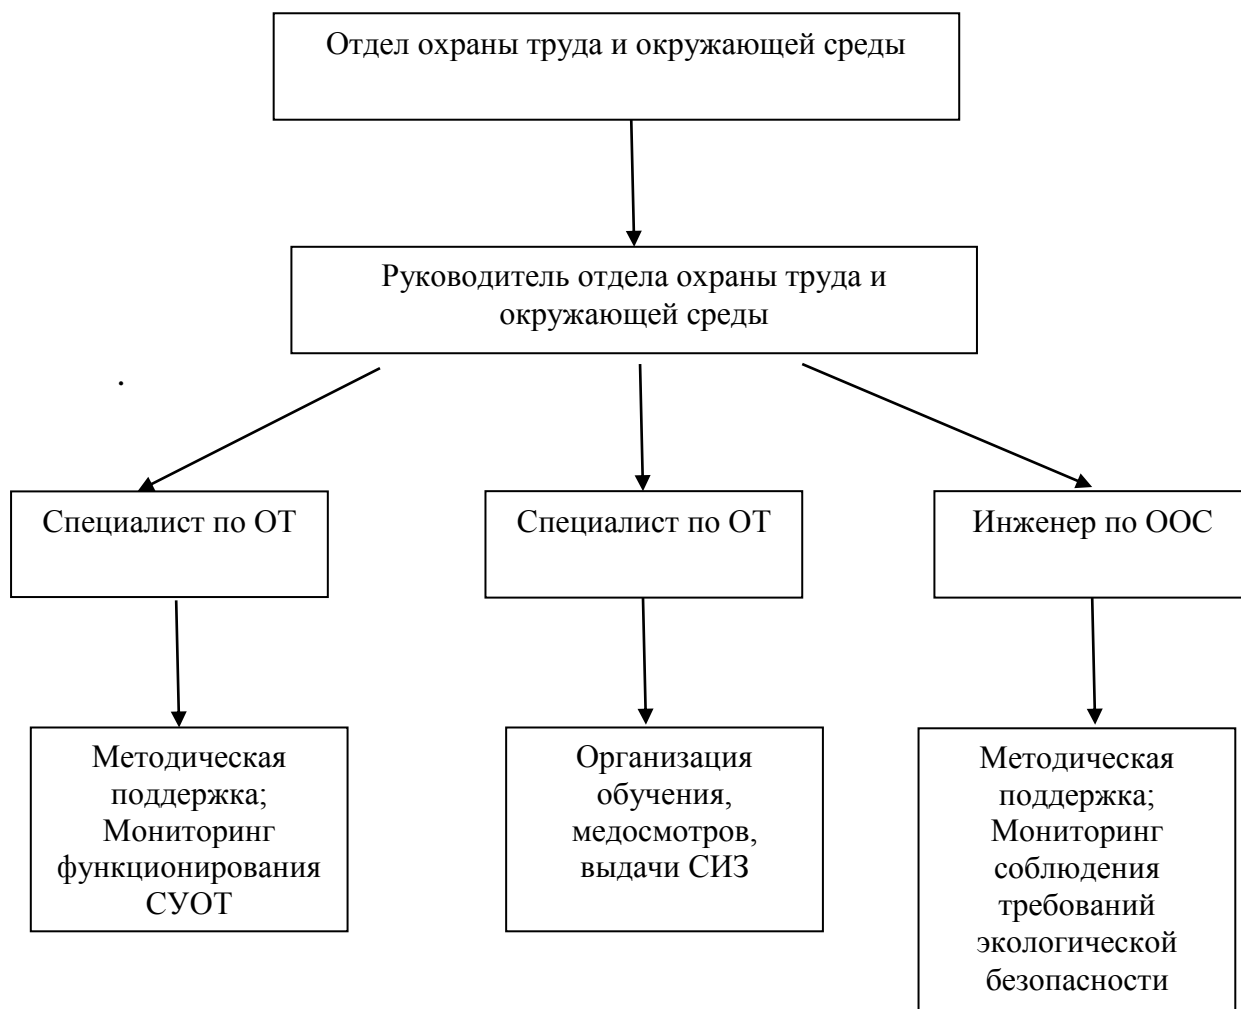 Отдел охраны труда и окружающей среды
Руководитель отдела охраны труда и
окружающей среды
.
Специалист по ОТ
Специалист по ОТ
Инженер по ООС
Методическая
поддержка;
Мониторинг
функционирования
СУОТ
Организация
обучения,
медосмотров,
выдачи СИЗ
Методическая
поддержка;
Мониторинг
соблюдения
требований
экологической
безопасности